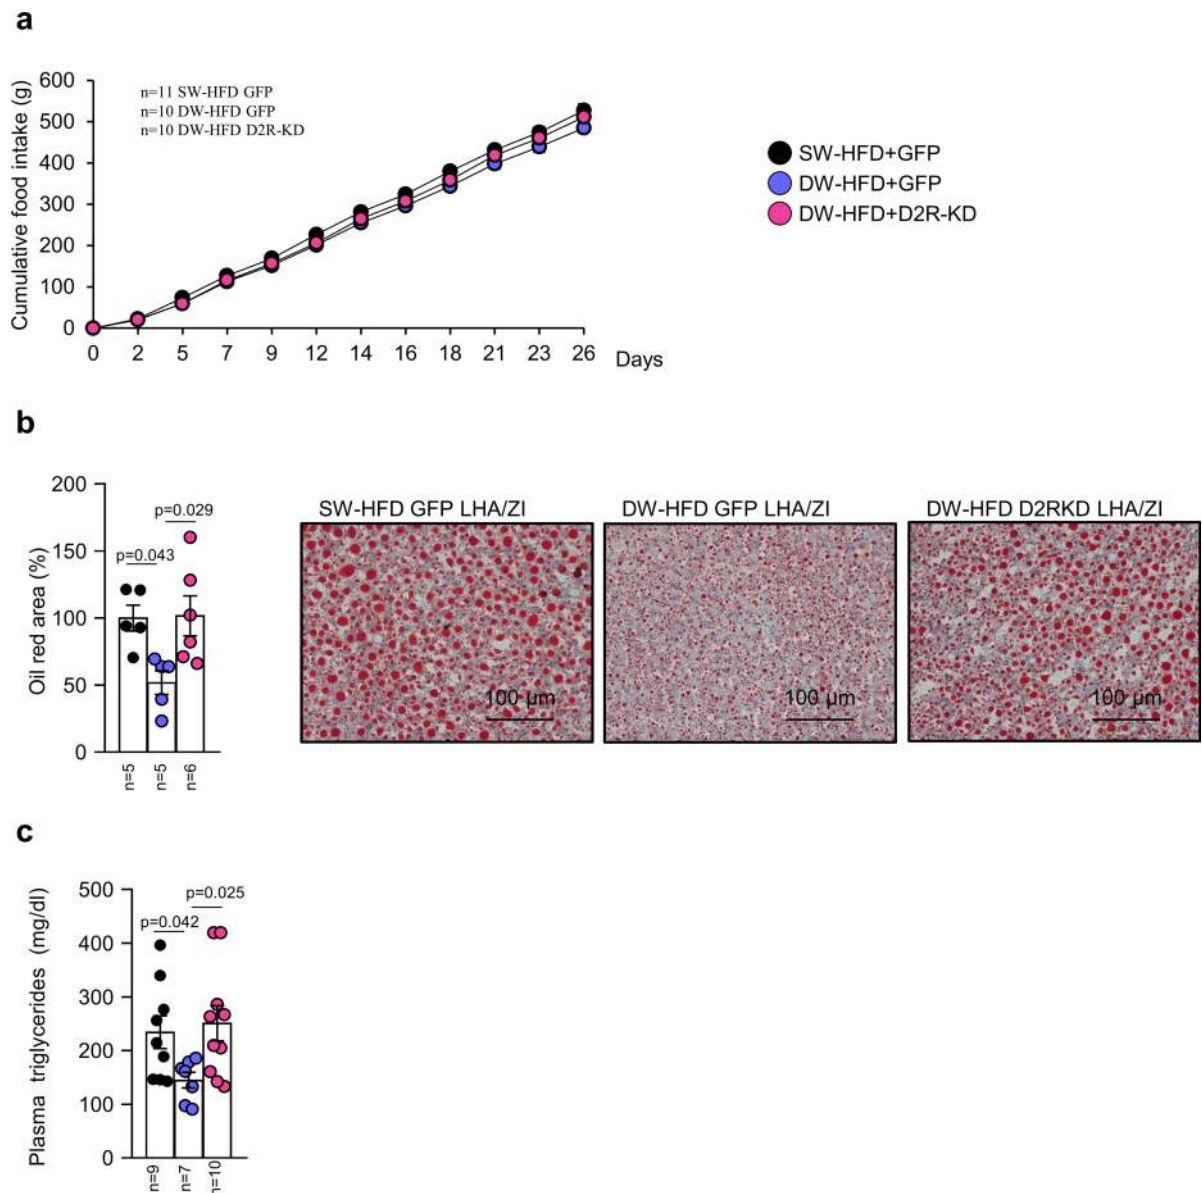 a
600
500
400
300
200
100
0
Cumulative food intake (g)
n=11 SW-HFD GFP
n=10 DW-HFD GFP
n=10 DW-HFD D2R-KD
0 2 5 7 9 12 14 16 18 21 23 26
Days
SW-HFD+GFP
DW-HFD+GFP
DW-HFD+D2R-KD
b
200
150
100
50
0
Oil red area (%)
p=0.029
p=0.043
n=5
n=5
n=6
SW-HFD GFP LHA/ZI
100 µm
DW-HFD GFP LHA/ZI
100 µm
DW-HFD D2RKD LHA/ZI
100 µm
c
500
400
300
200
100
0
Plasma triglycerides (mg/dl)
p=0.025
p=0.042
n=9
n=7
n=10